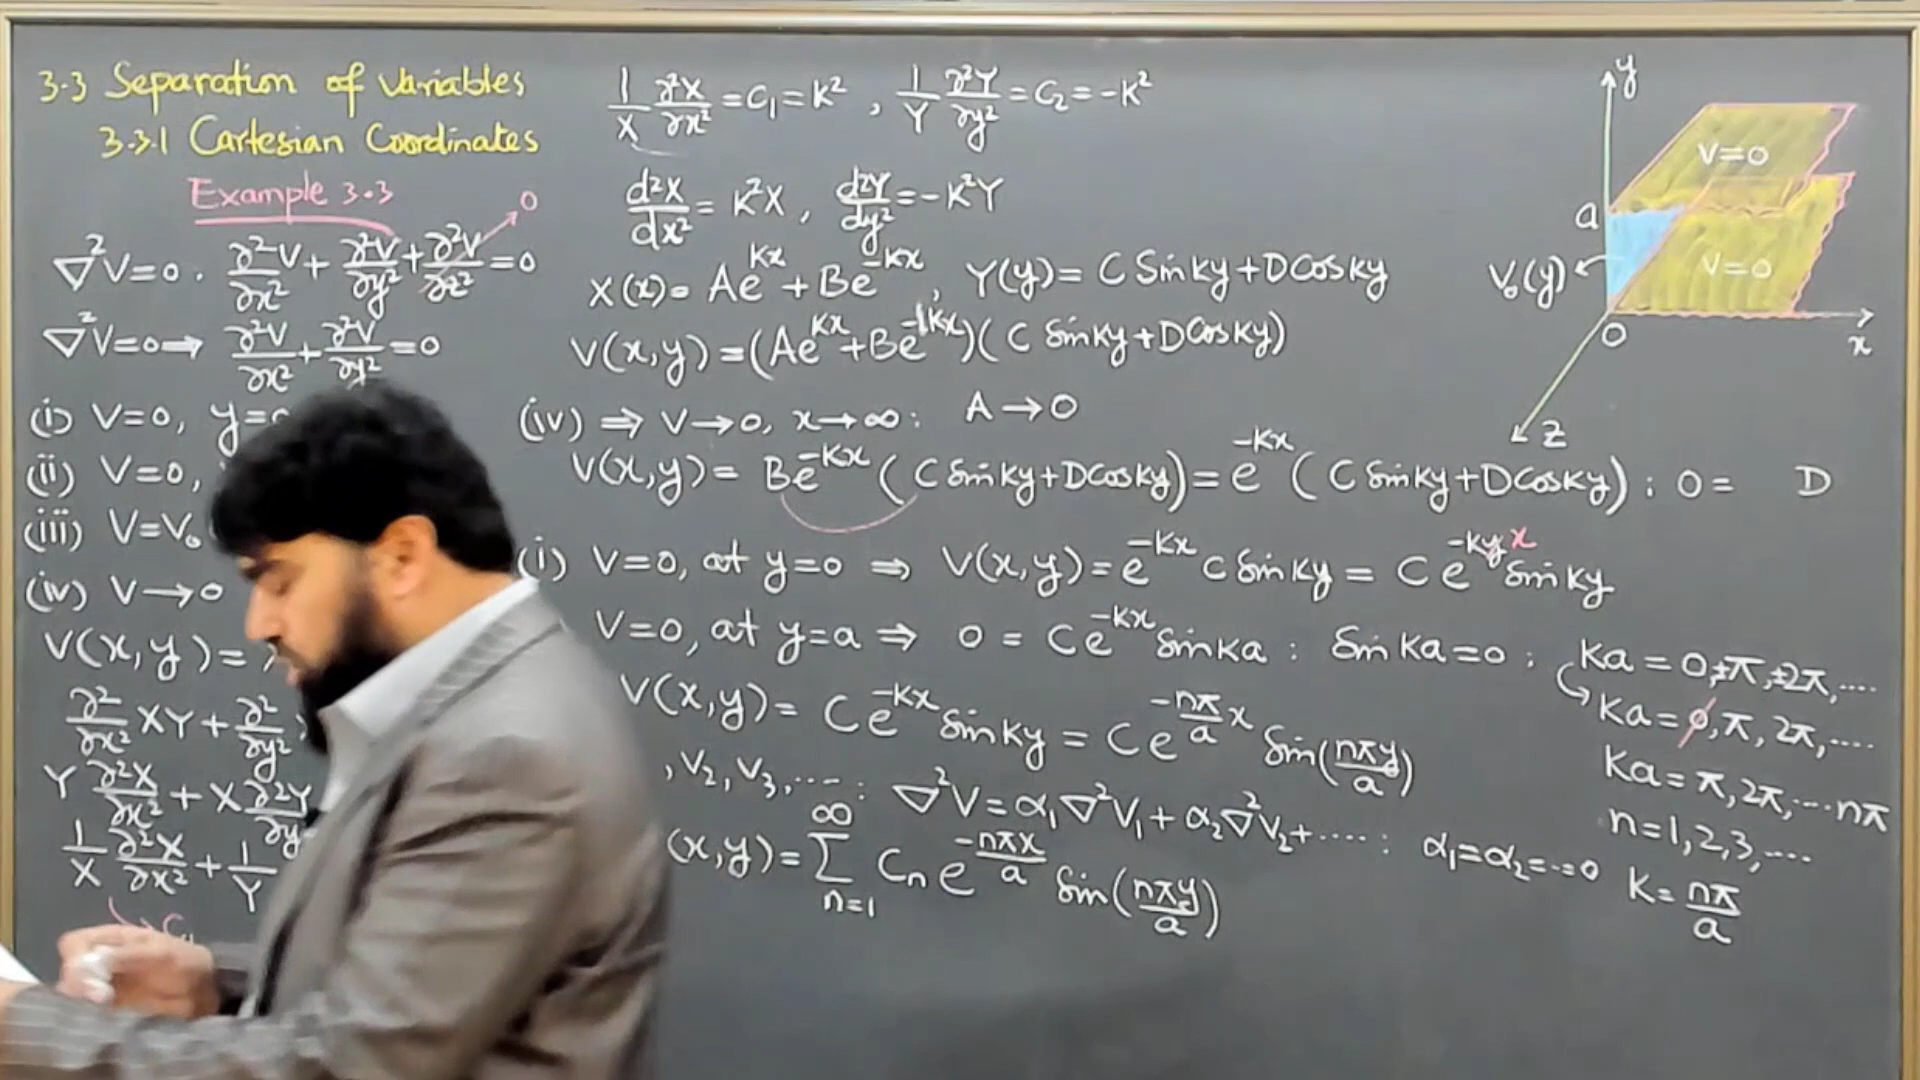 3.3 Separation of Variables
3.3.1 Cartesian Coordinates
Example 3.3
0
∇²V=0. ∂²V/∂x² + ∂²V/∂y² + ∂²V/∂z² = 0
∇²V=0 ⇒ ∂²V/∂x² + ∂²V/∂y² = 0
(i) V=0, y=
(ii) V=0,
(iii) V=V₀
(iv) V→0
V(x,y)=
∂²/∂x² XY + ∂²/∂y²
Y ∂²X/∂x² + X ∂²Y/∂y
1/X ∂²X/∂x² + 1/Y
C₁
1/X ∂²X/∂x² = C₁ = K² , 1/Y ∂²Y/∂y² = C₂ = -K²
d²X/dx² = K²X , d²Y/dy² = -K²Y
X(x) = Ae^Kx + Be^-Kx , Y(y) = C Sin ky + D Cos ky
V(x,y) = (Ae^Kx + Be^-Kx)(C Sin ky + D Cos Ky)
(iv) ⇒ V→0, x→∞: A→0
V(x,y) = Be^-Kx (C Sin Ky + D Cos Ky) = e^-Kx (C Sin Ky + D Cos Ky) ; 0 = D
(i) V=0, at y=0 ⇒ V(x,y) = e^-Kx C Sin Ky = C e^-Ky x Sin Ky
V=0, at y=a ⇒ 0 = Ce^-Kx Sin Ka : Sin Ka = 0 :
V(x,y) = Ce^-Kx Sin Ky = Ce^-nπ/a x Sin(nπy/a)
, V₂, V₃, .... : ∇²V = α₁∇²V₁ + α₂∇²V₂ + .... : α₁=α₂=...=0
(x,y) = ∑ n=1 ∞ Cn e^-nπx/a Sin(nπy/a)
Ka = 0, ±π, ±2π, ....
Ka = 0, π, 2π, ....
Ka = π, 2π, ... nπ
n = 1, 2, 3, ....
K = nπ/a
y
V=0
a
V=0
V₀(y)
0
x
z